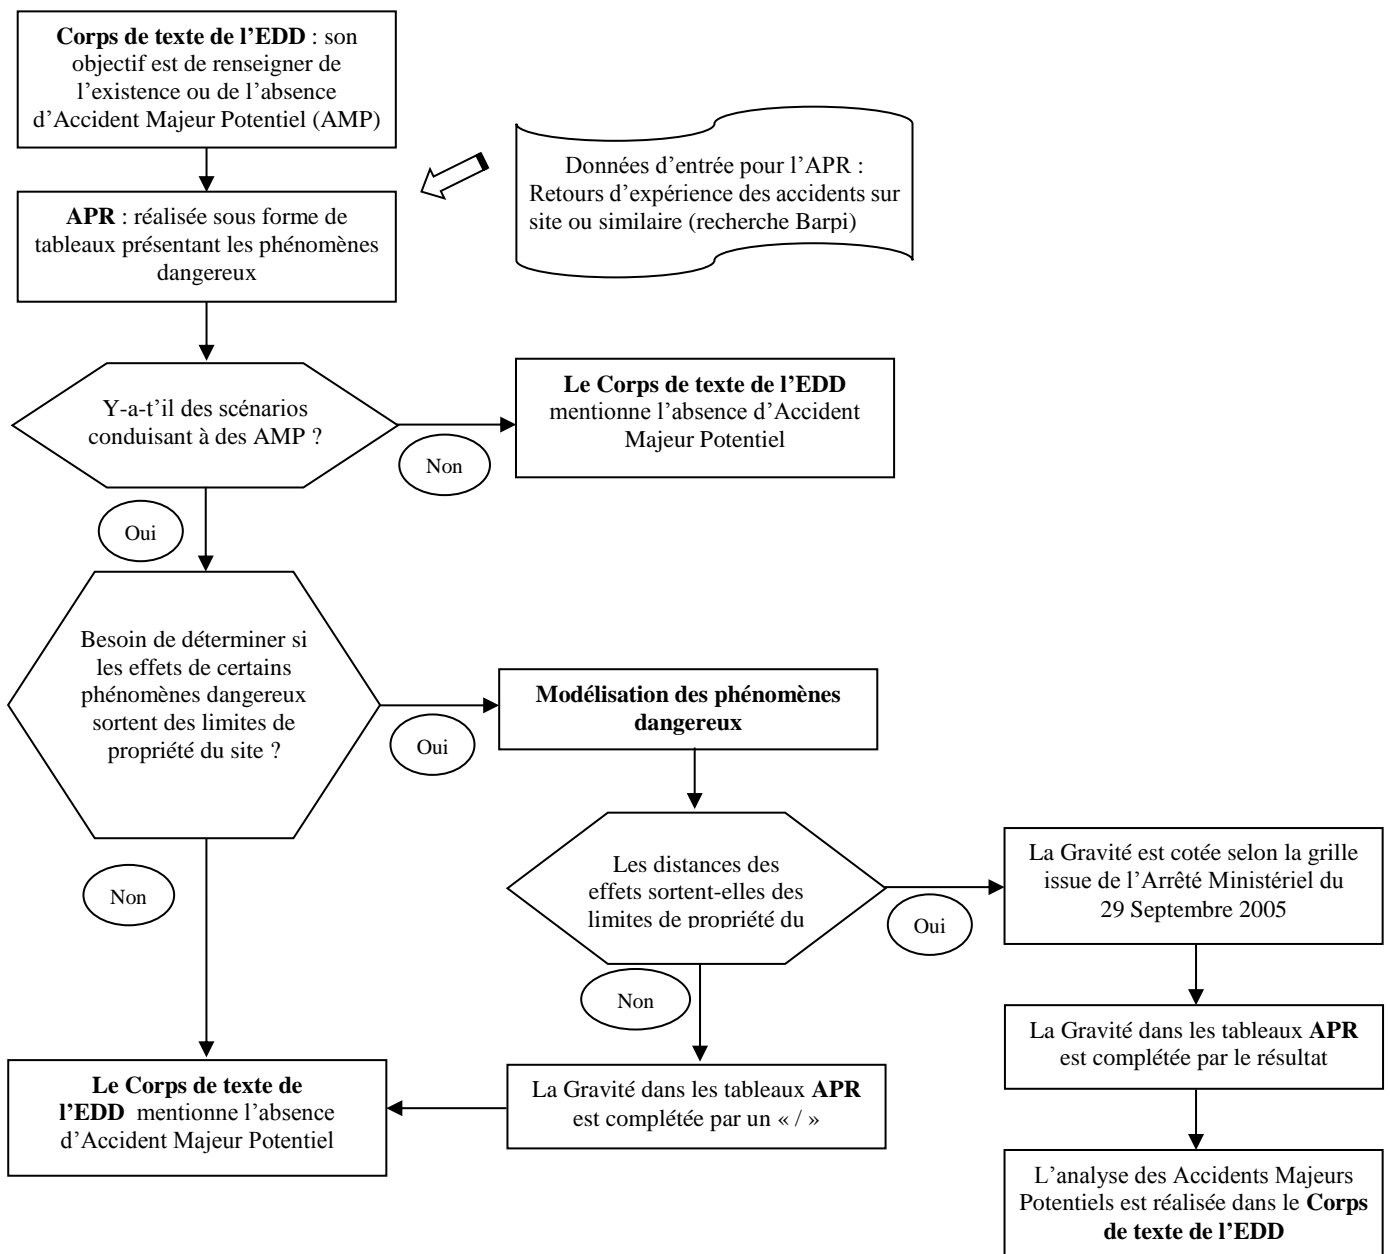 Corps de texte de l’EDD : son
objectif est de renseigner de
l’existence ou de l’absence
d’Accident Majeur Potentiel (AMP)
Données d’entrée pour l’APR :
Retours d’expérience des accidents sur
site ou similaire (recherche Barpi)
APR : réalisée sous forme de
tableaux présentant les phénomènes
dangereux
Y-a-t’il des scénarios
conduisant à des AMP ?
Non
Le Corps de texte de l’EDD
mentionne l’absence d’Accident
Majeur Potentiel
Oui
Besoin de déterminer si
les effets de certains
phénomènes dangereux
sortent des limites de
propriété du site ?
Oui
Modélisation des phénomènes
dangereux
Non
Les distances des
effets sortent-elles des
limites de propriété du
Oui
La Gravité est cotée selon la grille
issue de l’Arrêté Ministériel du
29 Septembre 2005
Non
La Gravité dans les tableaux APR
est complétée par le résultat
La Gravité dans les tableaux APR
est complétée par un « / »
Le Corps de texte de
l’EDD mentionne l’absence
d’Accident Majeur Potentiel
L’analyse des Accidents Majeurs
Potentiels est réalisée dans le Corps
de texte de l’EDD